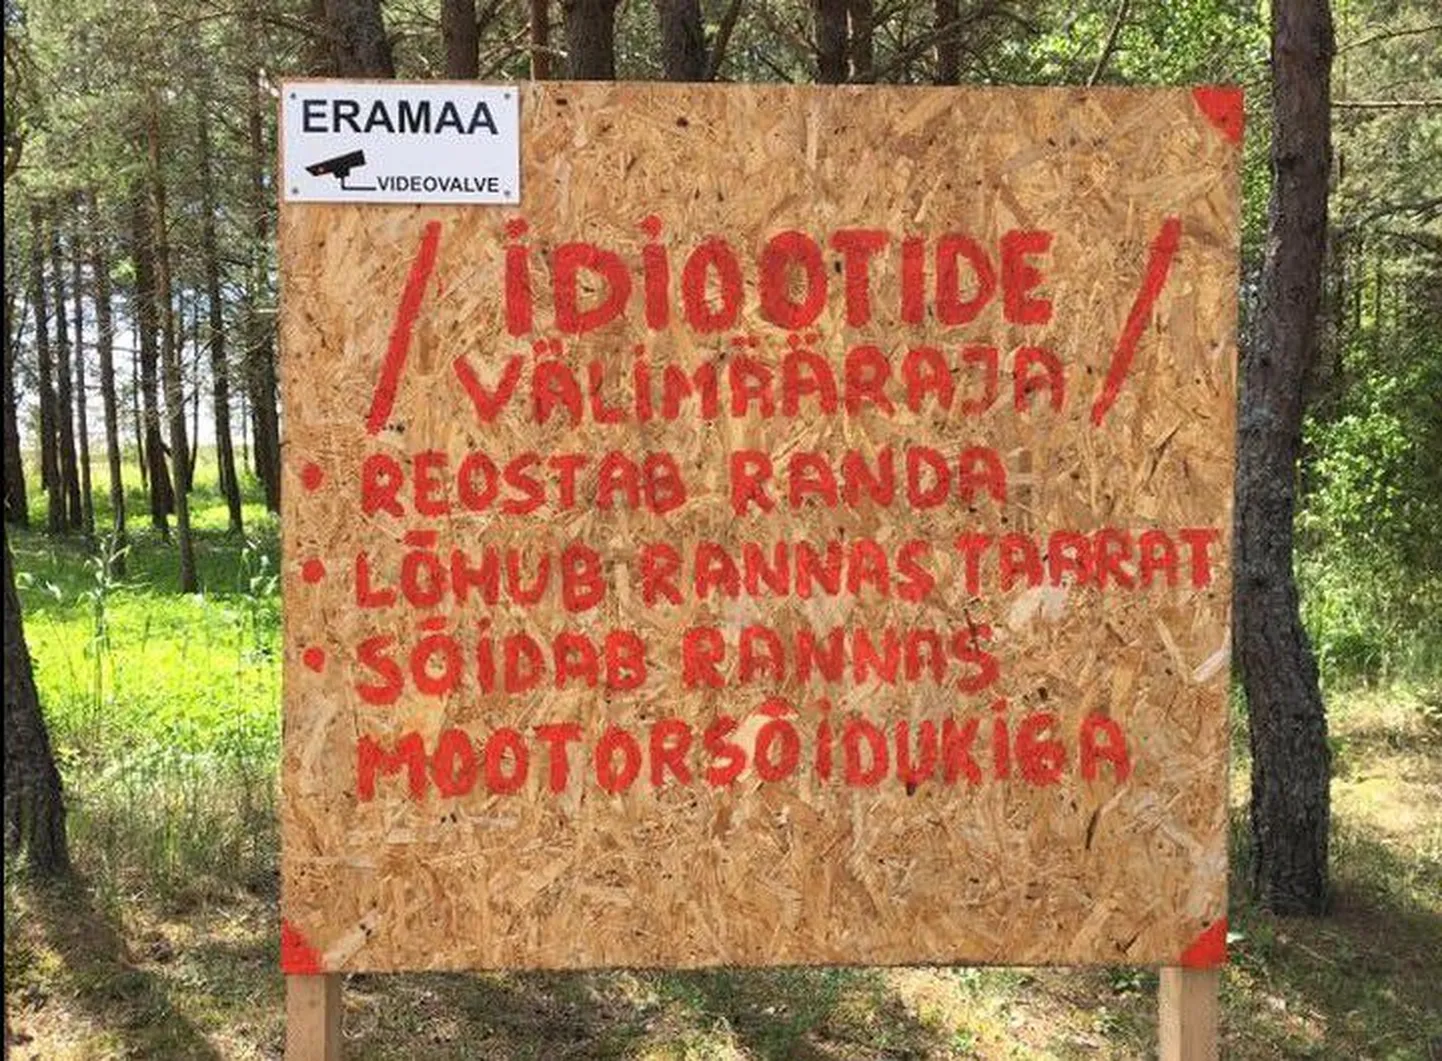 ERAMAA
VIDEOVALVE
/ IDIOOTIDE /
VÄLIMÄÄRAJA
• REOSTAB RANDA
• LÕHUB RANNAS TAARAT
• SÕIDAB RANNAS
MOOTORSÕIDUKIGA